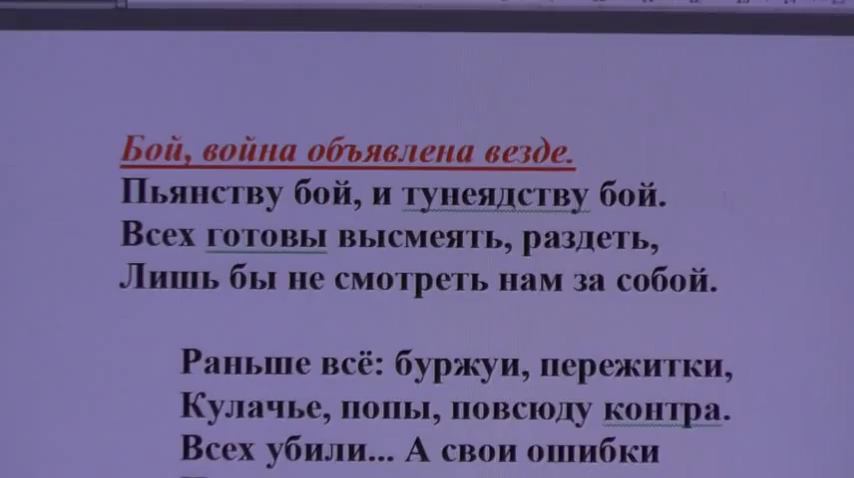 Бой, война объявлена везде.
Пьянству бой, и тунеядству бой.
Всех готовы высмеять, раздеть,
Лишь бы не смотреть нам за собой.
Раньше всё: буржуи, пережитки,
Кулачье, попы, повсюду контра.
Всех убили... А свои ошибки